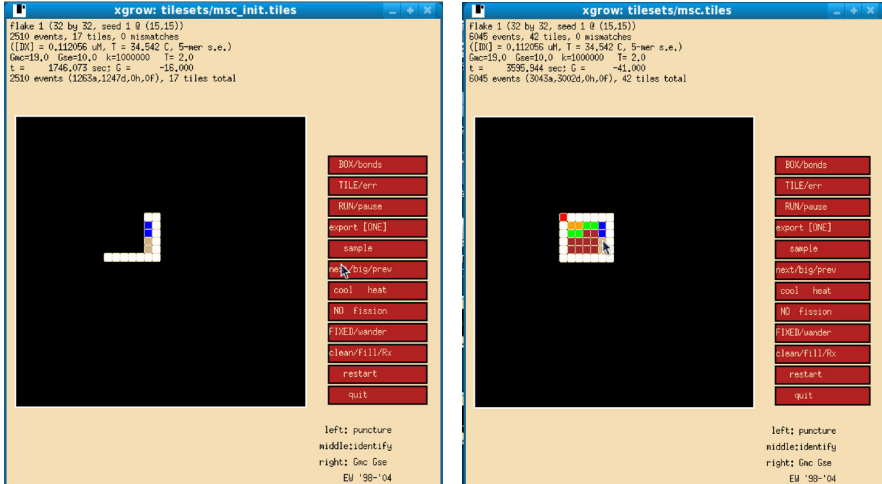 xgrow: tilesets/msc_init.tiles
flake 1 (32 by 32, seed 1 @ (15,15))
2510 events, 17 tiles, 0 mismatches
([DX] = 0.112056 uM, T = 34.542 C, 5-mer s.e.)
Gmc=19.0 Gse=10.0 k=1000000 T= 2.0
t = 1746.073 sec; G = -16.000
2510 events (1263a,1247d,0h,0f), 17 tiles total
BOX/bonds
TILE/err
RUN/pause
export [ONE]
sample
next/big/prev
cool heat
NO fission
FIXED/wander
clean/fill/Rx
restart
quit
left: puncture
middle:identify
right: Gmc Gse
EW '98-'04
xgrow: tilesets/msc.tiles
flake 1 (32 by 32, seed 1 @ (15,15))
6045 events, 42 tiles, 0 mismatches
([DX] = 0.112056 uM, T = 34.542 C, 5-mer s.e.)
Gmc=19.0 Gse=10.0 k=1000000 T= 2.0
t = 3595.944 sec; G = -41.000
6045 events (3043a,3002d,0h,0f), 42 tiles total
BOX/bonds
TILE/err
RUN/pause
export [ONE]
sample
next/big/prev
cool heat
NO fission
FIXED/wander
clean/fill/Rx
restart
quit
left: puncture
middle:identify
right: Gmc Gse
EW '98-'04